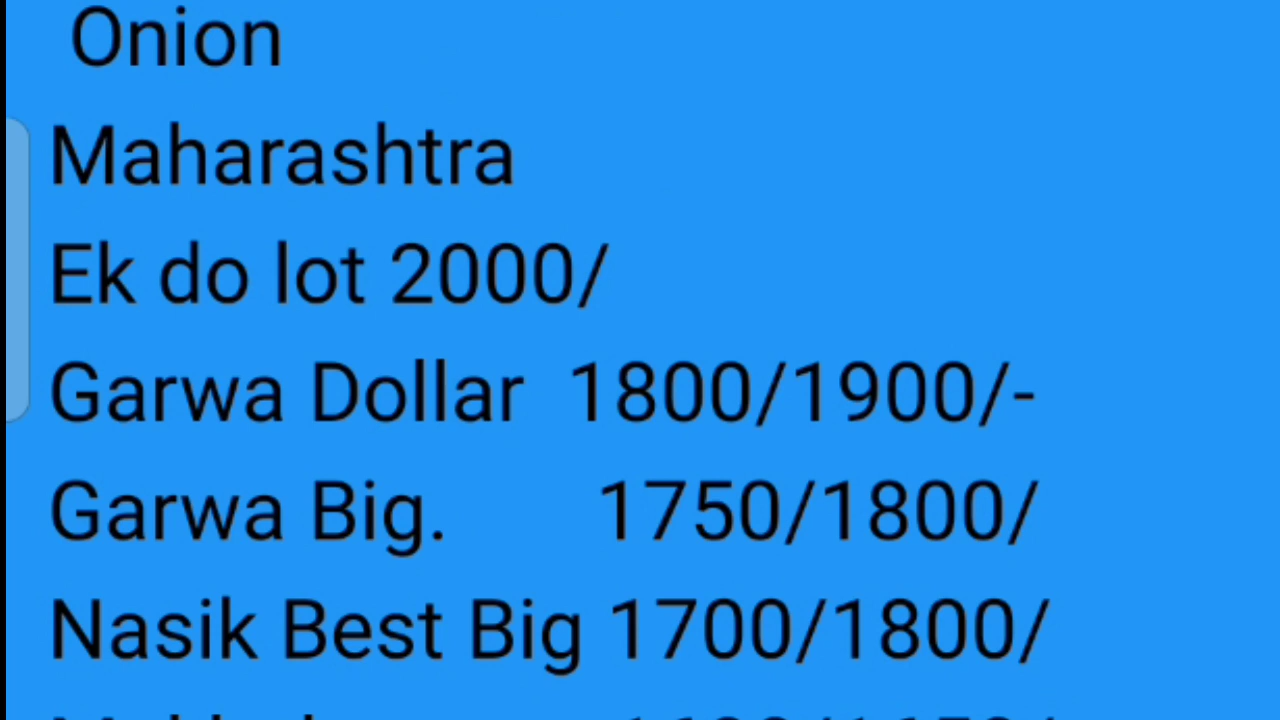 Onion
Maharashtra
Ek do lot 2000/
Garwa Dollar 1800/1900/-
Garwa Big. 1750/1800/
Nasik Best Big 1700/1800/